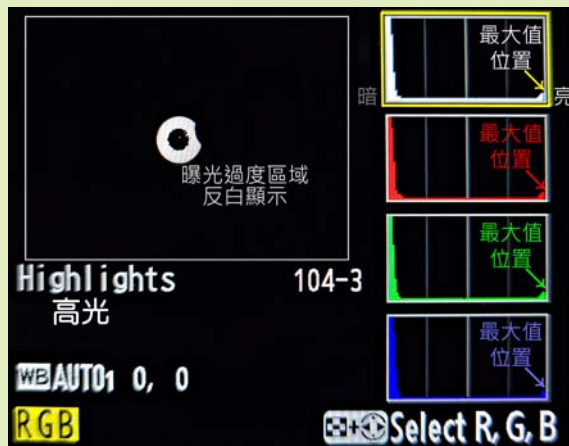 最大值
位置
暗
亮
最大值
位置
曝光過度區域
反白顯示
最大值
位置
Highlights 104-3
高光
最大值
位置
WB AUTO1 0, 0
RGB
Select R, G, B